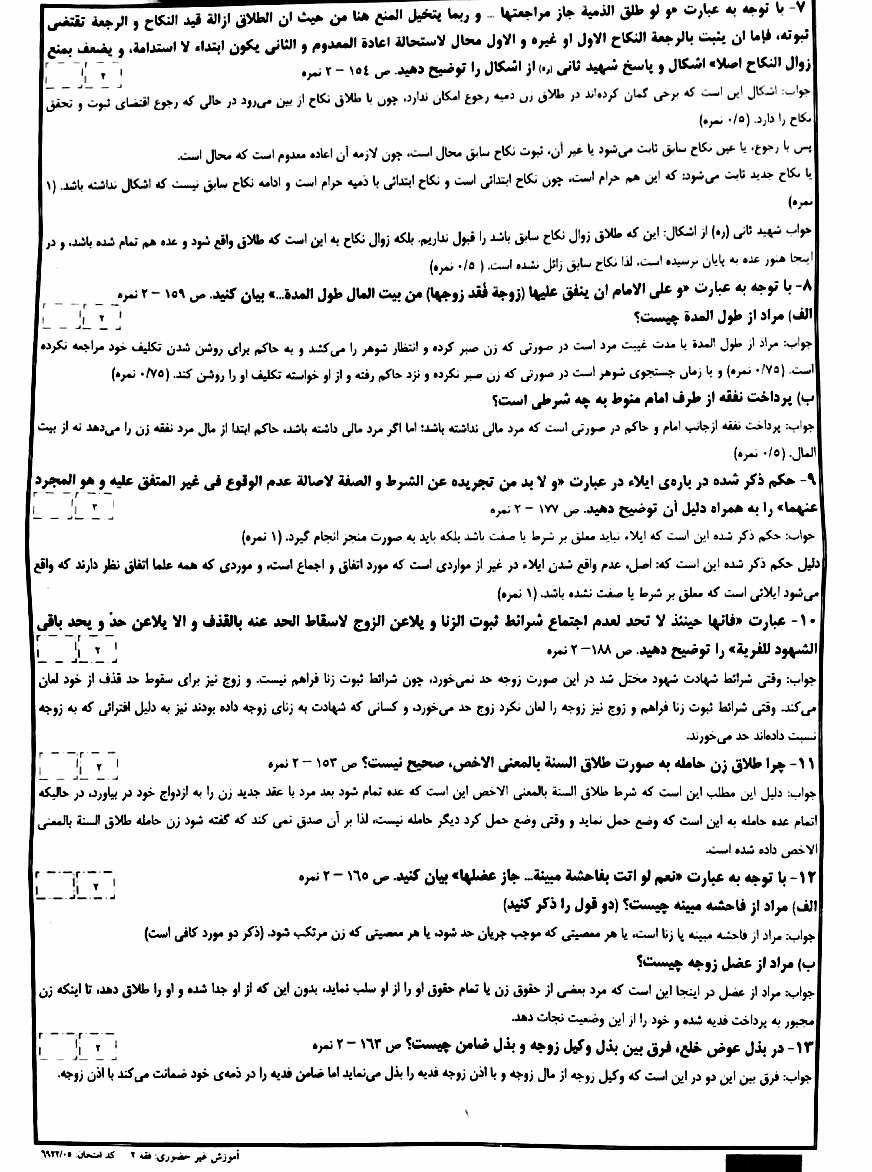 ۷- با توجه به عبارت «و لو طلق الذمیة جاز مراجعتها ... و ربما یتخیل المنع هنا من حیث ان الطلاق ازالة قید النکاح و الرجعة تقتضی
ثبوته، فإما ان یثبت بالرجعة النکاح الاول او غیره و الاول محال لاستحالة اعادة المعدوم و الثانی یکون ابتداء لا استدامة، و یضعف بمنع
زوال النکاح اصلا» اشکال و پاسخ شهید ثانی (ره) از اشکال را توضیح دهید. ص ۱۵۴ – ۲ نمره
۲
جواب: اشکال این است که برخی گمان کرده‌اند در طلاق زن ذمیه رجوع امکان ندارد، چون با طلاق نکاح از بین می‌رود در حالی که رجوع اقتضای ثبوت و تحقق
نکاح را دارد. (۰/۵ نمره)
پس با رجوع، یا عین نکاح سابق ثابت می‌شود یا غیر آن، ثبوت نکاح سابق محال است، چون لازمه آن اعاده معدوم است که محال است.
یا نکاح جدید ثابت می‌شود: که این هم حرام است، چون نکاح ابتدائی است و نکاح ابتدائی با ذمیه حرام است و ادامه نکاح سابق نیست که اشکال نداشته باشد. (۱
نمره)
جواب شهید ثانی (ره) از اشکال: این که طلاق زوال نکاح سابق باشد را قبول نداریم. بلکه زوال نکاح به این است که طلاق واقع شود و عده هم تمام شده باشد، و در
اینجا هنوز عده به پایان نرسیده است، لذا نکاح سابق زائل نشده است. ( ۰/۵ نمره)
۸- با توجه به عبارت «و علی الامام ان ینفق علیها (زوجة فُقد زوجها) من بیت المال طول المدة...» بیان کنید. ص ۱۵۹ – ۲ نمره
الف) مراد از طول المدة چیست؟
۲
جواب: مراد از طول المدة یا مدت غیبت مرد است در صورتی که زن صبر کرده و انتظار شوهر را می‌کشد و به حاکم برای روشن شدن تکلیف خود مراجعه نکرده
است. (۰/۷۵ نمره) و یا زمان جستجوی شوهر است در صورتی که زن صبر نکرده و نزد حاکم رفته و از او خواسته تکلیف او را روشن کند. (۰/۷۵ نمره)
ب) پرداخت نفقه از طرف امام منوط به چه شرطی است؟
جواب: پرداخت نفقه ازجانب امام و حاکم در صورتی است که مرد مالی نداشته باشد؛ اما اگر مرد مالی داشته باشد، حاکم ابتدا از مال مرد نفقه زن را می‌دهد نه از بیت
المال. (۰/۵ نمره)
۹- حکم ذکر شده در باره‌ی ایلاء در عبارت «و لا بد من تجریده عن الشرط و الصفة لاصالة عدم الوقوع فی غیر المتفق علیه و هو المجرد
عنهما» را به همراه دلیل آن توضیح دهید. ص ۱۷۷ – ۲ نمره
۲
جواب: حکم ذکر شده این است که ایلاء نباید معلق بر شرط یا صفت باشد بلکه باید به صورت منجز انجام گیرد. (۱ نمره)
دلیل حکم ذکر شده این است که: اصل، عدم واقع شدن ایلاء در غیر از مواردی است که مورد اتفاق و اجماع است، و موردی که همه علما اتفاق نظر دارند که واقع
می‌شود ایلائی است که معلق بر شرط یا صفت نشده باشد. (۱ نمره)
۱۰- عبارت «فانها حینئذ لا تحد لعدم اجتماع شرائط ثبوت الزنا و یلاعن الزوج لاسقاط الحد عنه بالقذف و الا یلاعن حدّ و یحد باقی
الشهود للفریة» را توضیح دهید. ص ۱۸۸– ۲ نمره
۲
جواب: وقتی شرائط شهادت شهود مختل شد در این صورت زوجه حد نمی‌خورد، چون شرائط ثبوت زنا فراهم نیست. و زوج نیز برای سقوط حد قذف از خود لعان
می‌کند. وقتی شرائط ثبوت زنا فراهم و زوج نیز زوجه را لعان نکرد زوج حد می‌خورد، و کسانی که شهادت به زنای زوجه داده بودند نیز به دلیل افترائی که به زوجه
نسبت داده‌اند حد می‌خورند.
۱۱- چرا طلاق زن حامله به صورت طلاق السنة بالمعنی الاخص، صحیح نیست؟ ص ۱۵۳ – ۲ نمره
۲
جواب: دلیل این مطلب این است که شرط طلاق السنة بالمعنی الاخص این است که عده تمام شود بعد مرد با عقد جدید زن را به ازدواج خود در بیاورد، در حالیکه
اتمام عده حامله به این است که وضع حمل نماید و وقتی وضع حمل کرد دیگر حامله نیست، لذا بر آن صدق نمی کند که گفته شود زن حامله طلاق السنة بالمعنی
الاخص داده شده است.
۱۲- با توجه به عبارت «نعم لو اتت بفاحشة مبینة... جاز عضلها» بیان کنید. ص ۱۶۵ – ۲ نمره
۲
الف) مراد از فاحشه مبینه چیست؟ (دو قول را ذکر کنید)
جواب: مراد از فاحشه مبینه یا زنا است، یا هر معصیتی که موجب جریان حد شود، یا هر معصیتی که زن مرتکب شود. (ذکر دو مورد کافی است)
ب) مراد از عضل زوجه چیست؟
جواب: مراد از عضل در اینجا این است که مرد بعضی از حقوق زن یا تمام حقوق او را از او سلب نماید، بدون این که از او جدا شده و او را طلاق دهد، تا اینکه زن
مجبور به پرداخت فدیه شده و خود را از این وضعیت نجات دهد.
۱۳- در بذل عوض خلع، فرق بین بذل وکیل زوجه و بذل ضامن چیست؟ ص ۱۶۳ – ۲ نمره
۲
جواب: فرق بین این دو در این است که وکیل زوجه از مال زوجه و با اذن زوجه فدیه را بذل می‌نماید اما ضامن فدیه را در ذمه‌ی خود ضمانت می‌کند با اذن زوجه.
۱
آموزش غیر حضوری: فقه ۲ کد امتحان: ۶۹۲۲/۰۵